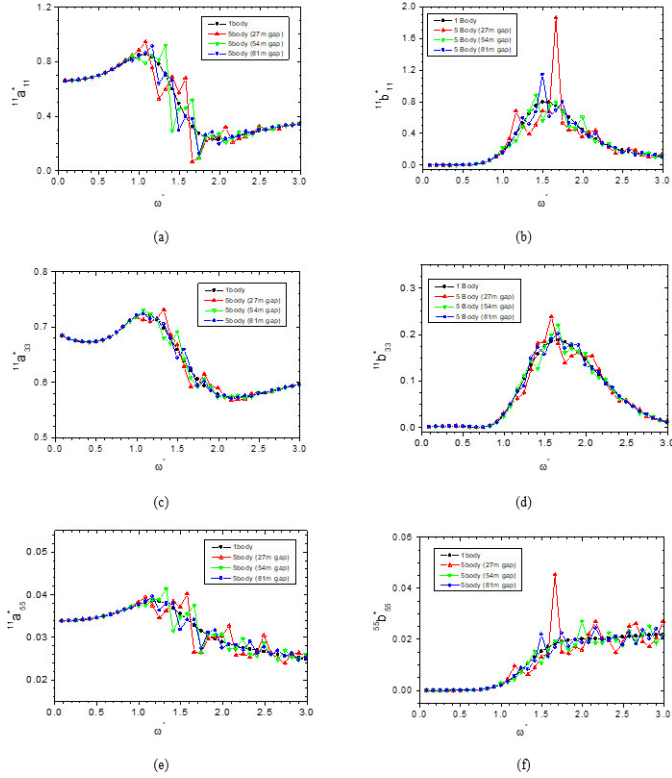 1.2
0.9
0.6
0.3
0.0
0.0 0.5 1.0 1.5 2.0 2.5 3.0
¹¹a*₁₁
ω*
1body
5body (27m gap)
5body (54m gap)
5body (81m gap)
(a)
2.0
1.6
1.2
0.8
0.4
0.0
0.0 0.5 1.0 1.5 2.0 2.5 3.0
¹¹b*₁₁
ω*
1 Body
5 Body (27m gap)
5 Body (54m gap)
5 Body (81m gap)
(b)
0.8
0.7
0.6
0.5
0.0 0.5 1.0 1.5 2.0 2.5 3.0
¹¹a*₃₃
ω*
1body
5body (27m gap)
5body (54m gap)
5body (81m gap)
(c)
0.3
0.2
0.1
0.0
0.0 0.5 1.0 1.5 2.0 2.5 3.0
¹¹b*₃₃
ω*
1 Body
5 Body (27m gap)
5 Body (54m gap)
5 Body (81m gap)
(d)
0.05
0.04
0.03
0.02
0.0 0.5 1.0 1.5 2.0 2.5 3.0
¹¹a*₅₅
ω*
1body
5body (27m gap)
5body (54m gap)
5body (81m gap)
(e)
0.06
0.04
0.02
0.00
0.0 0.5 1.0 1.5 2.0 2.5 3.0
⁵⁵b*₅₅
ω*
1body
5body (27m gap)
5body (54m gap)
5body (81m gap)
(f)